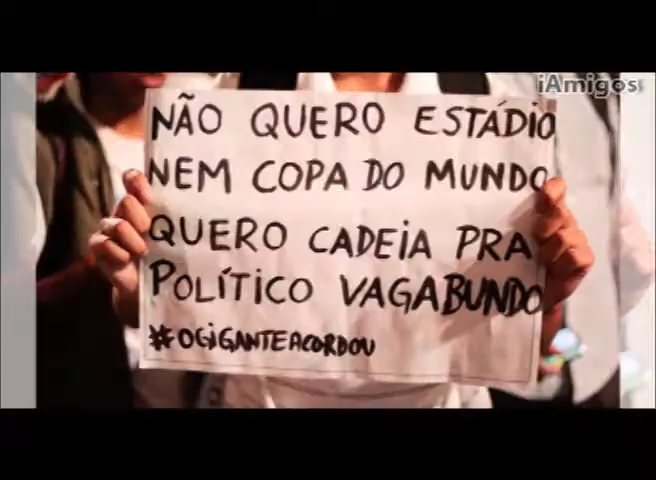 iAmigos
NÃO QUERO ESTÁDIO
NEM COPA DO MUNDO
QUERO CADEiA PRA
POLÍTICO VAGABUNDO
#OGiGANTEACORDOU